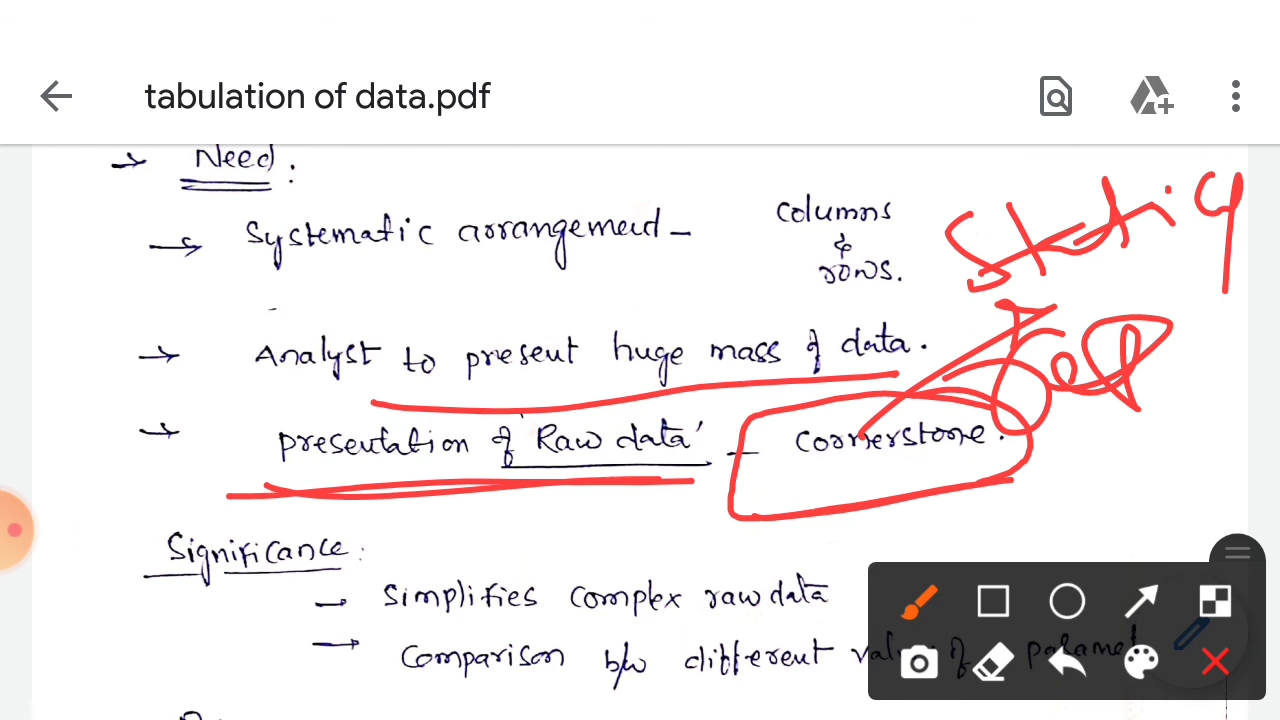 tabulation of data.pdf
→ Need:
→ Systematic arrangement - columns & rows.
→ Analyst to present huge mass of data.
→ presentation of 'Raw data' - Cornerstone.
Significance:
→ Simplifies complex raw data
→ Comparison b/w different of